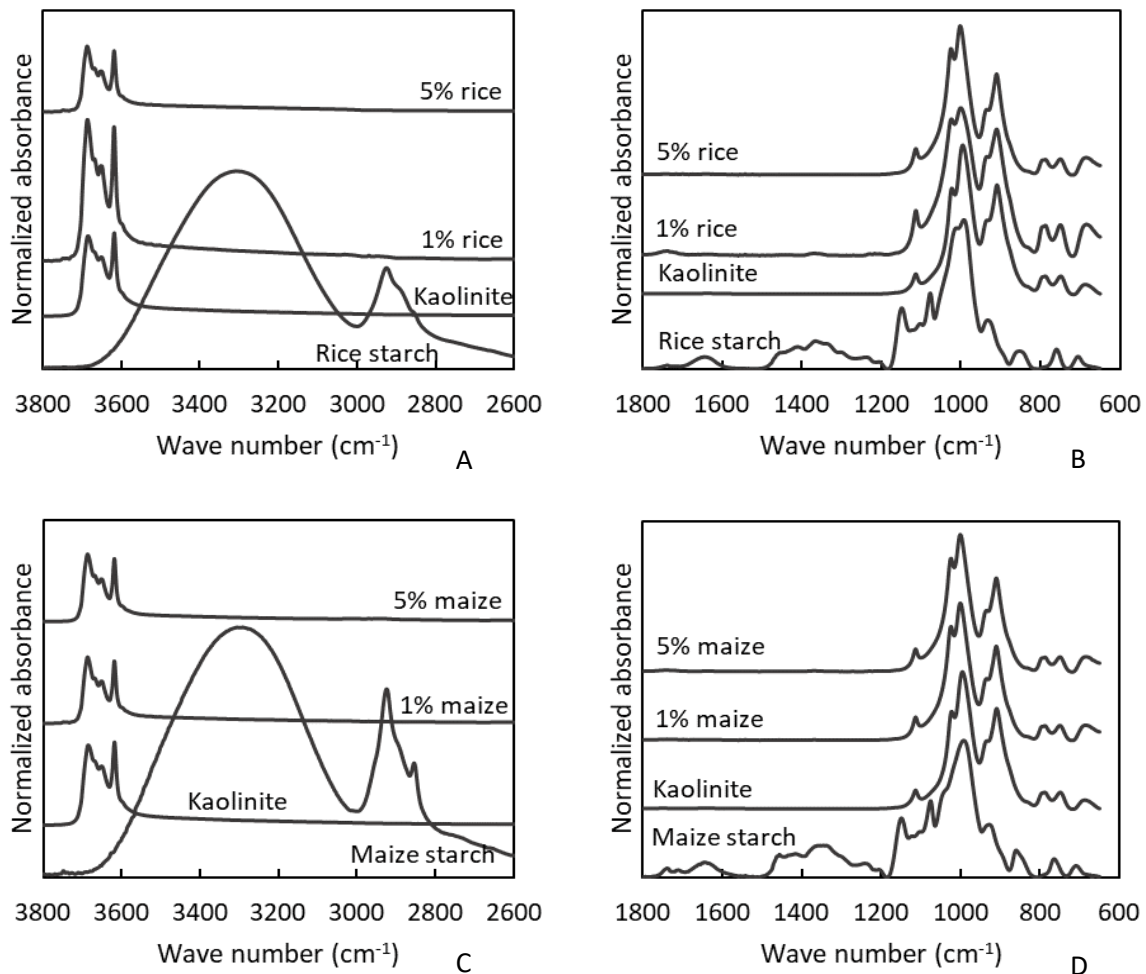 Normalized absorbance
5% rice
1% rice
Kaolinite
Rice starch
3800 3600 3400 3200 3000 2800 2600
Wave number (cm⁻¹)
A
Normalized absorbance
5% rice
1% rice
Kaolinite
Rice starch
1800 1600 1400 1200 1000 800 600
Wave number (cm⁻¹)
B
Normalized absorbance
5% maize
1% maize
Kaolinite
Maize starch
3800 3600 3400 3200 3000 2800 2600
Wave number (cm⁻¹)
C
Normalized absorbance
5% maize
1% maize
Kaolinite
Maize starch
1800 1600 1400 1200 1000 800 600
Wave number (cm⁻¹)
D